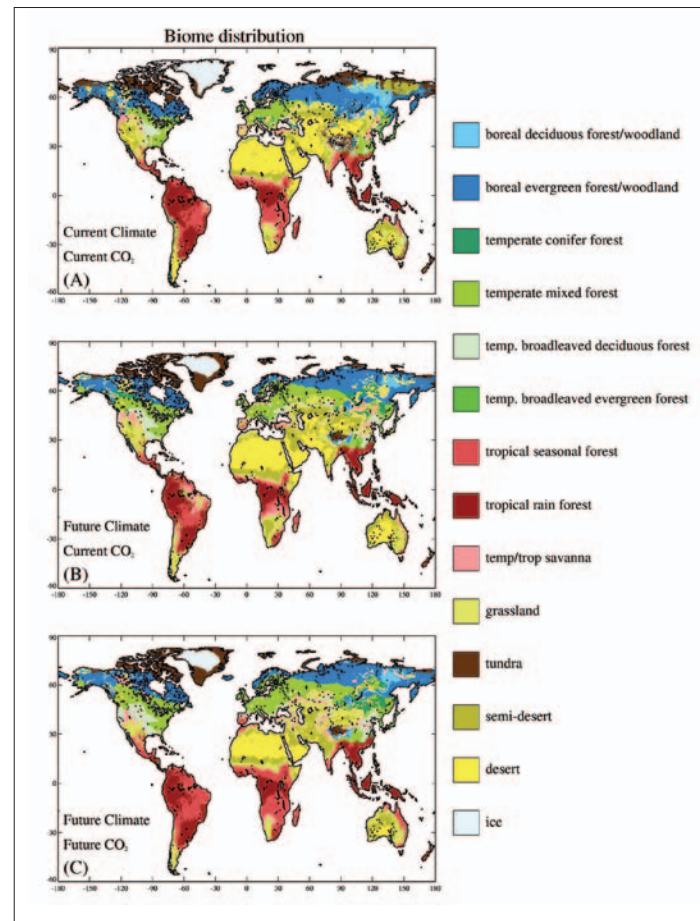 Biome distribution
90
60
30
0
-30
-60
Current Climate
Current CO2
(A)
-180 -150 -120 -90 -60 -30 0 30 60 90 120 150 180
90
60
30
0
-30
-60
Future Climate
Current CO2
(B)
-180 -150 -120 -90 -60 -30 0 30 60 90 120 150 180
90
60
30
0
-30
-60
Future Climate
Future CO2
(C)
-180 -150 -120 -90 -60 -30 0 30 60 90 120 150 180
boreal deciduous forest/woodland
boreal evergreen forest/woodland
temperate conifer forest
temperate mixed forest
temp. broadleaved deciduous forest
temp. broadleaved evergreen forest
tropical seasonal forest
tropical rain forest
temp/trop savanna
grassland
tundra
semi-desert
desert
ice